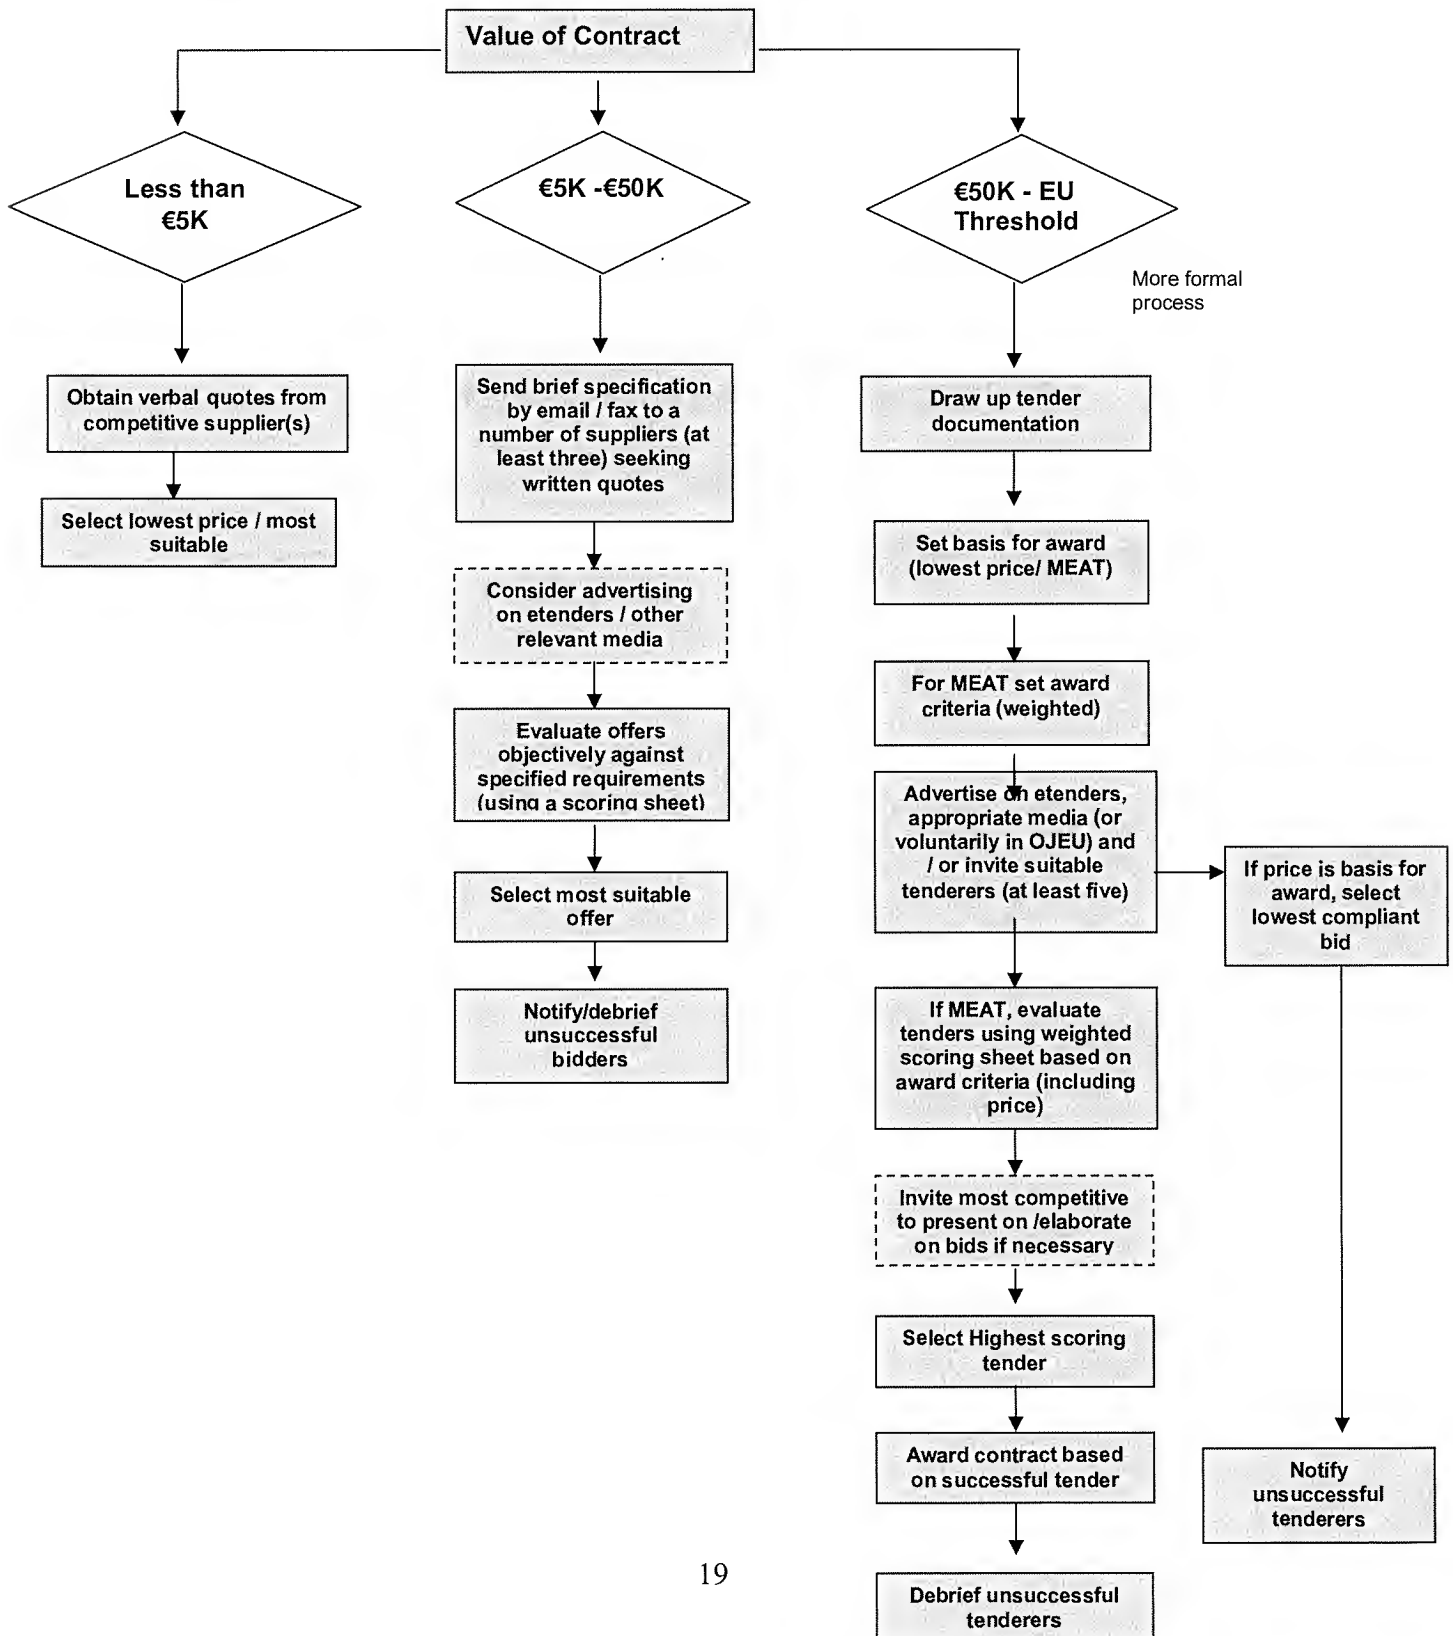 Value of Contract
Less than
€5K
€5K -€50K
€50K - EU
Threshold
More formal
process
Obtain verbal quotes from
competitive supplier(s)
Select lowest price / most
suitable
Send brief specification
by email / fax to a
number of suppliers (at
least three) seeking
written quotes
Consider advertising
on etenders / other
relevant media
Evaluate offers
objectively against
specified requirements
(using a scoring sheet)
Select most suitable
offer
Notify/debrief
unsuccessful
bidders
Draw up tender
documentation
Set basis for award
(lowest price/ MEAT)
For MEAT set award
criteria (weighted)
Advertise on etenders,
appropriate media (or
voluntarily in OJEU) and
/ or invite suitable
tenderers (at least five)
If price is basis for
award, select
lowest compliant
bid
If MEAT, evaluate
tenders using weighted
scoring sheet based on
award criteria (including
price)
Invite most competitive
to present on /elaborate
on bids if necessary
Select Highest scoring
tender
Award contract based
on successful tender
Notify
unsuccessful
tenderers
Debrief unsuccessful
tenderers
19